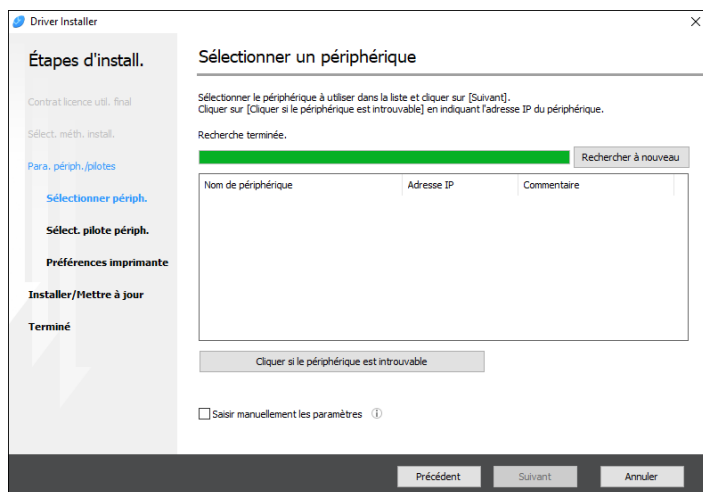 Driver Installer
Étapes d'install.
Contrat licence util. final
Sélect. méth. install.
Para. périph./pilotes
Sélectionner périph.
Sélect. pilote périph.
Préférences imprimante
Installer/Mettre à jour
Terminé
Sélectionner un périphérique
Sélectionner le périphérique à utiliser dans la liste et cliquer sur [Suivant].
Cliquer sur [Cliquer si le périphérique est introuvable] en indiquant l'adresse IP du périphérique.
Recherche terminée.
Rechercher à nouveau
Nom de périphérique Adresse IP Commentaire
Cliquer si le périphérique est introuvable
Saisir manuellement les paramètres
Précédent Suivant Annuler